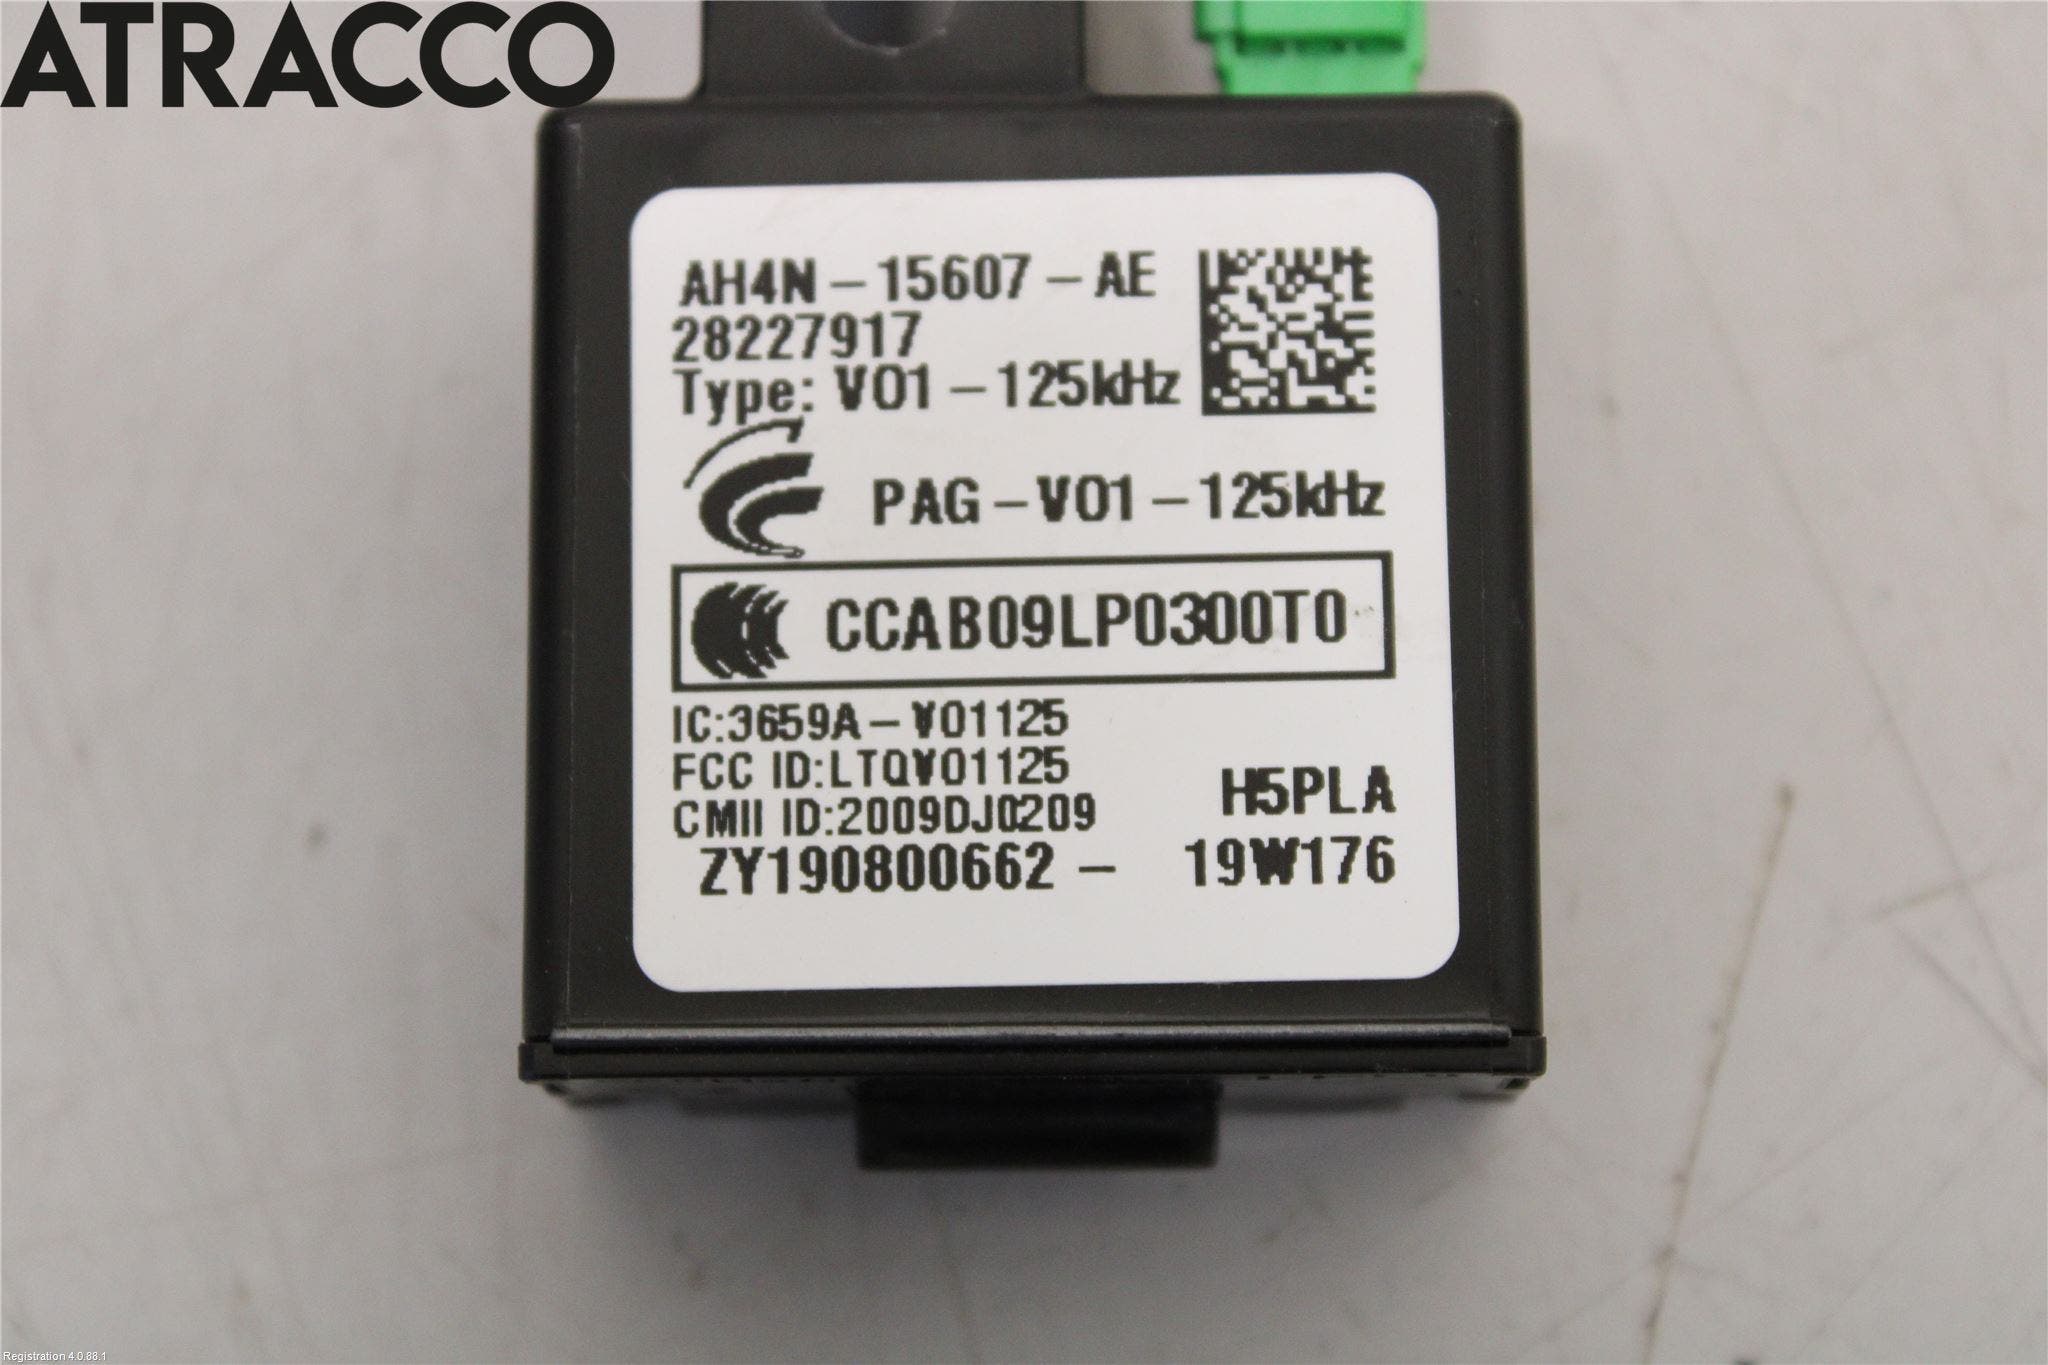 ATRACCO
AH4N-15607-AE
28227917
Type: V01-125kHz
PAG-V01-125kHz
CCAB09LP0300T0
IC:3659A-V01125
FCC ID:LTQV01125
CMII ID:2009DJ0209
H5PLA
ZY190800662- 19W176
Registration 4.0.88.1